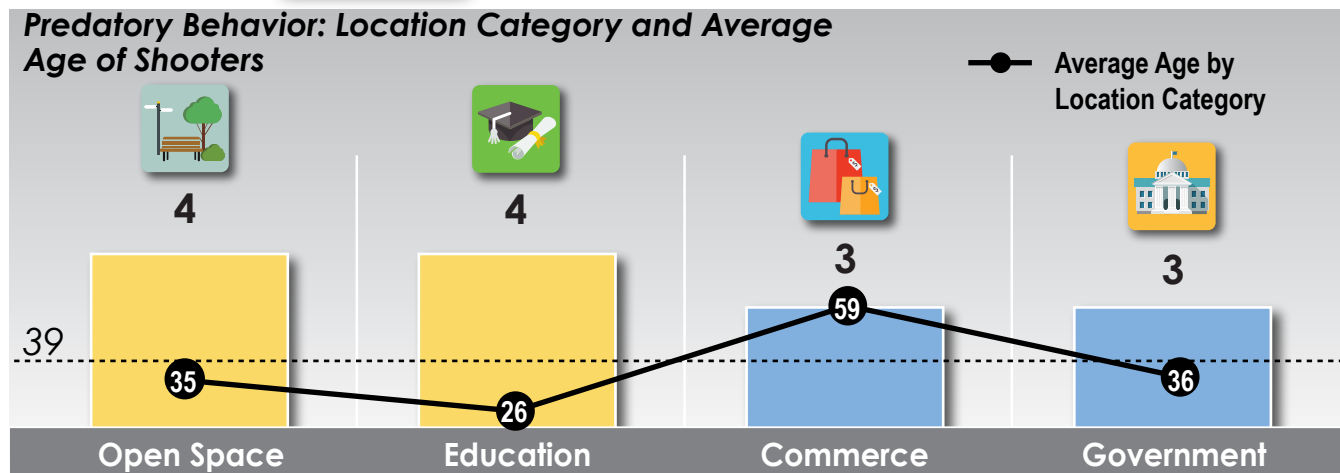 Predatory Behavior: Location Category and Average
Age of Shooters
Average Age by
Location Category
4
4
3
3
39
35
26
59
36
Open Space
Education
Commerce
Government